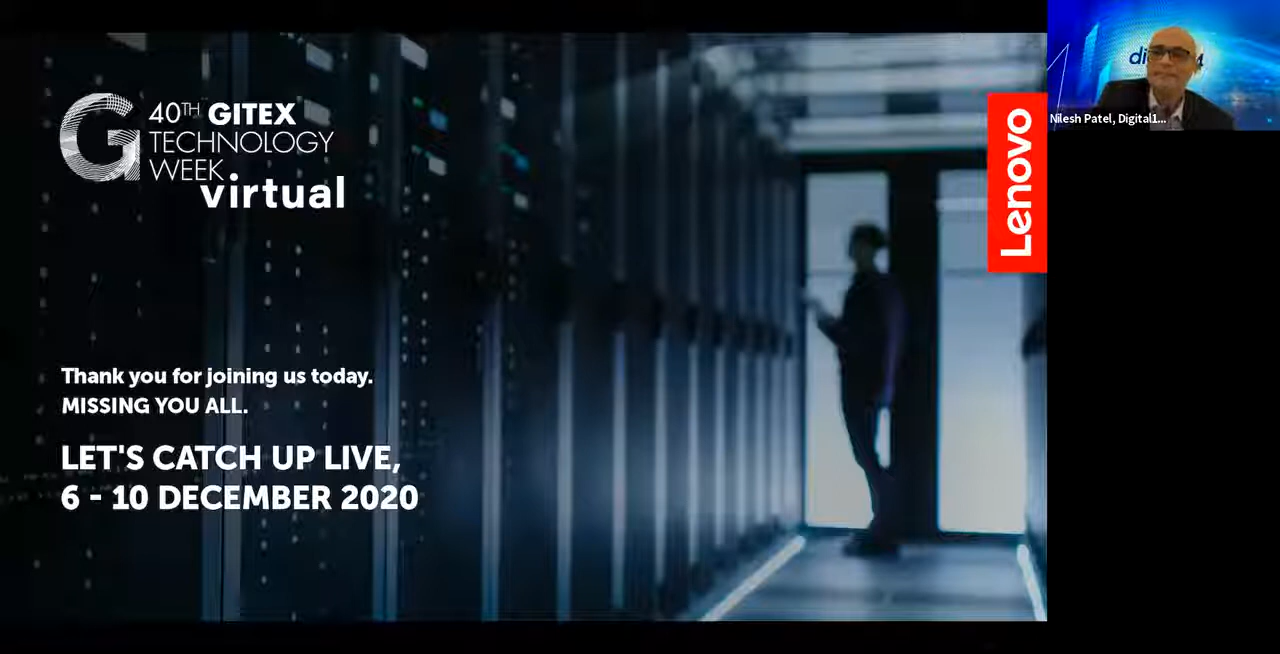 40TH GITEX
TECHNOLOGY
WEEK
virtual
Thank you for joining us today.
MISSING YOU ALL.
LET'S CATCH UP LIVE,
6 - 10 DECEMBER 2020
Lenovo
Nilesh Patel, Digital1...